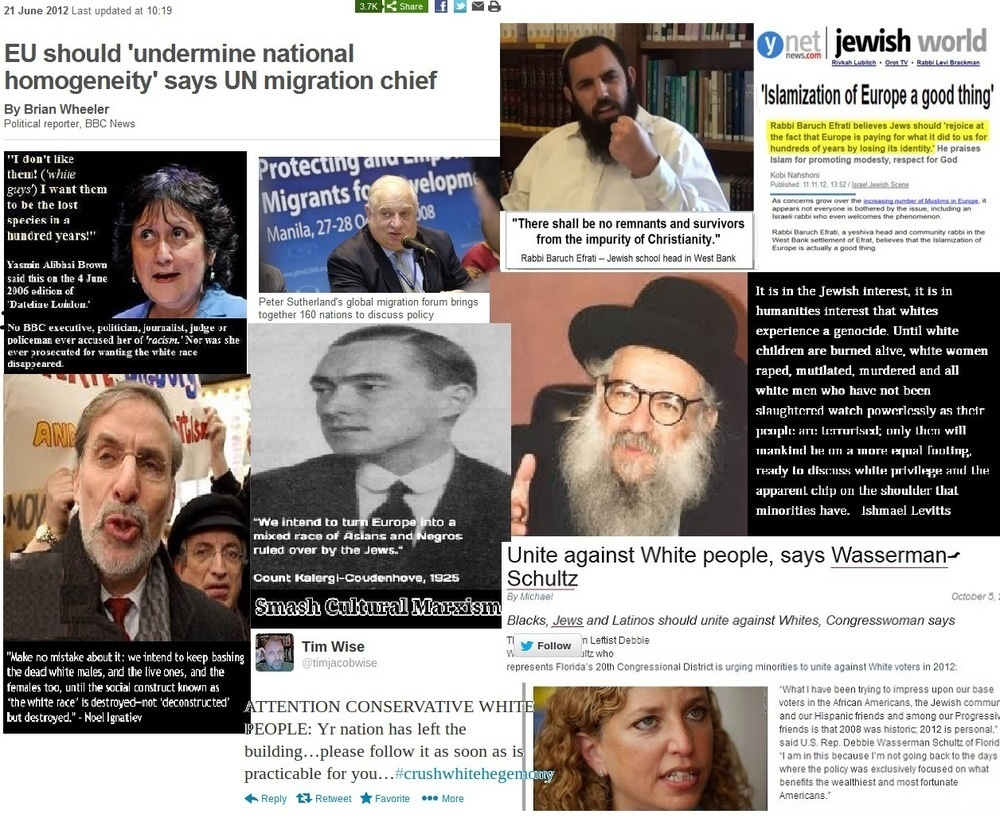 21 June 2012 Last updated at 10:19
3.7K Share
EU should 'undermine national
homogeneity' says UN migration chief
By Brian Wheeler
Political reporter, BBC News
"I don't like
them! ('white
guys') I want them
to be the lost
species in a
hundred years!"
Yasmin Alibhai Brown
said this on the 4 June
2006 edition of
'Dateline London.'
No BBC executive, politician, journalist, judge or
policeman ever accused her of 'racism.' Nor was she
ever prosecuted for wanting the white race
disappeared.
Protecting and
Migrants for
Manila, 27-28 2008
Peter Sutherland's global migration forum brings
together 160 nations to discuss policy
"There shall be no remnants and survivors
from the impurity of Christianity."
Rabbi Baruch Efrati -- Jewish school head in West Bank
ynet news.com jewish world
Rivkah Lubitch • Orot TV • Rabbi Levi Brackman
'Islamization of Europe a good thing'
Rabbi Baruch Efrati believes Jews should 'rejoice at
the fact that Europe is paying for what it did to us for
hundreds of years by losing its identity.' He praises
Islam for promoting modesty, respect for God
Kobi Nahshoni
Published: 11.11.12, 13:52 / Israel Jewish Scene
As concerns grow over the increasing number of Muslims in Europe, it
appears not everyone is bothered by the issue, including an
Israeli rabbi who even welcomes the phenomenon.
Rabbi Baruch Efrati, a yeshiva head and community rabbi in the
West Bank settlement of Efrat, believes that the Islamization of
Europe is actually a good thing.
It is in the Jewish interest, it is in
humanities interest that whites
experience a genocide. Until white
children are burned alive, white women
raped, mutilated, murdered and all
white men who have not been
slaughtered watch powerlessly as their
people are terrorised; only then will
mankind be on a more equal footing,
ready to discuss white privilege and the
apparent chip on the shoulder that
minorities have. Ishmael Levitts
AND
"Make no mistake about it: we intend to keep bashing
the dead white males, and the live ones, and the
females too, until the social construct known as
'the white race' is destroyed—not 'deconstructed'
but destroyed." - Noel Ignatiev
"We intend to turn Europe into a
mixed race of Asians and Negros
ruled over by the Jews."
Count Kalergi-Coudenhove, 1925
Smash Cultural Marxism
Tim Wise
@timjacobwise
ATTENTION CONSERVATIVE WHITE
PEOPLE: Yr nation has left the
building…please follow it as soon as is
practicable for you…#crushwhitehegemony
Reply Retweet Favorite More
Unite against White people, says Wasserman-
Schultz
By Michael
October 5,
Blacks, Jews and Latinos should unite against Whites, Congresswoman says
Follow
Leftist Debbie
who
represents Florida's 20th Congressional District is urging minorities to unite against White voters in 2012:
"What I have been trying to impress upon our base
voters in the African Americans, the Jewish
and our Hispanic friends and among our
friends is that 2008 was historic; 2012 is personal,"
said U.S. Rep. Debbie Wasserman Schultz of
"I am in this because I'm not going back to the days
where the policy was exclusively focused on what
benefits the wealthiest and most fortunate
Americans."